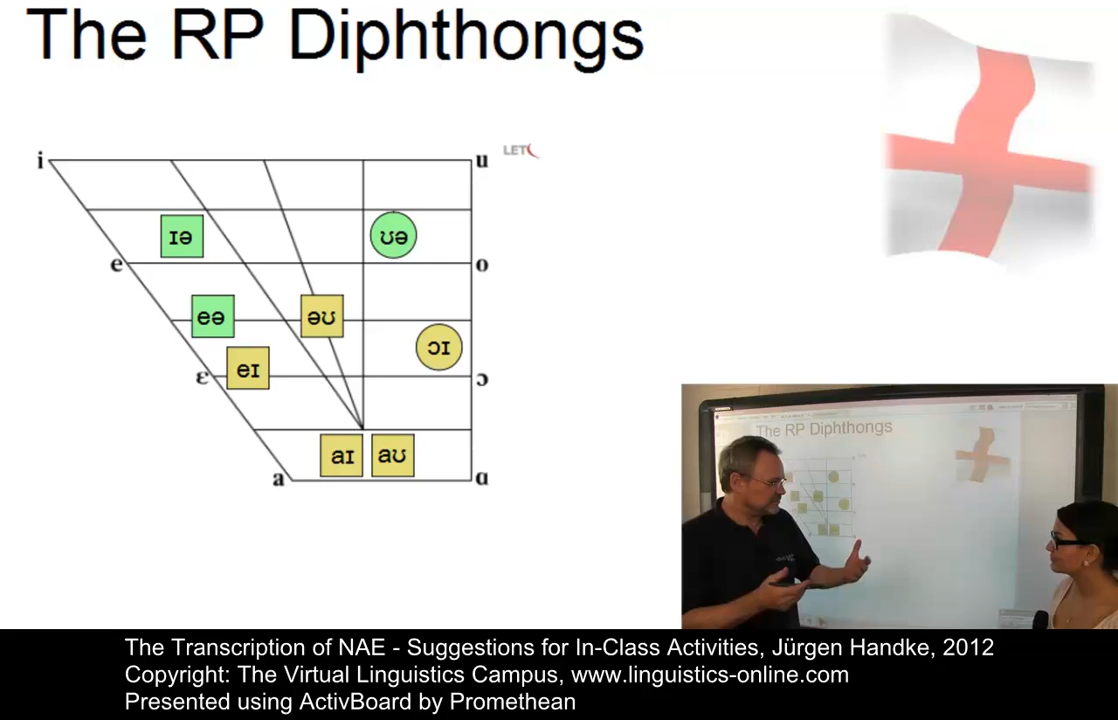 The RP Diphthongs
LET
i u
ɪə ʊə
e o
eə əʊ
ɔɪ
ɛ eɪ ɔ
aɪ aʊ
a ɑ
The RP Diphthongs
The Transcription of NAE - Suggestions for In-Class Activities, Jürgen Handke, 2012
Copyright: The Virtual Linguistics Campus, www.linguistics-online.com
Presented using ActivBoard by Promethean